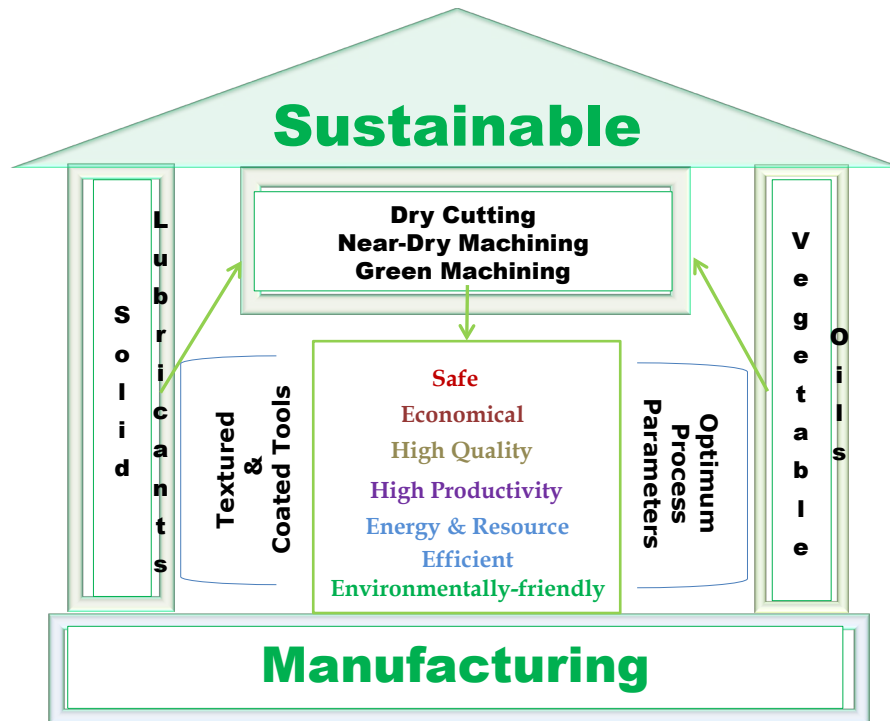 Sustainable
Dry Cutting
Near-Dry Machining
Green Machining
Solid
Lubricants
Textured
&
Coated Tools
Safe
Economical
High Quality
High Productivity
Energy & Resource
Efficient
Environmentally-friendly
Optimum
Process
Parameters
Vegetable
Oils
Manufacturing